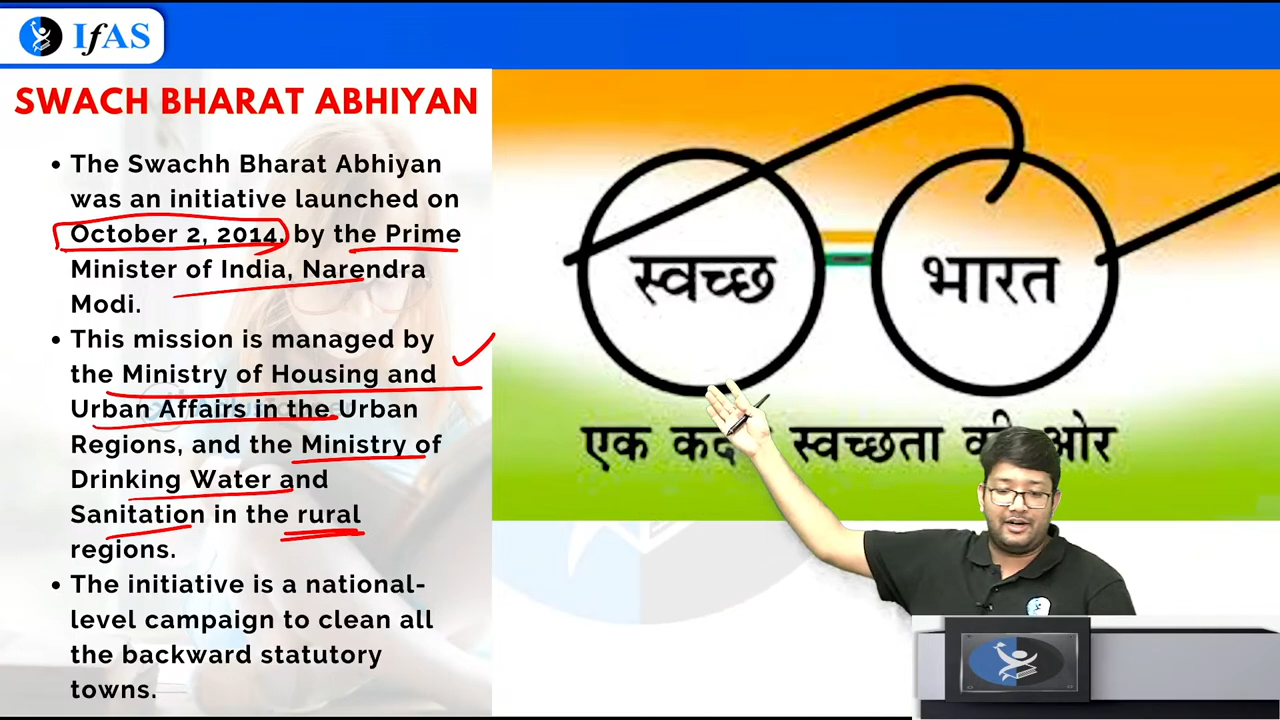 IfAS
SWACH BHARAT ABHIYAN
• The Swachh Bharat Abhiyan
was an initiative launched on
October 2, 2014, by the Prime
Minister of India, Narendra
Modi.
• This mission is managed by
the Ministry of Housing and
Urban Affairs in the Urban
Regions, and the Ministry of
Drinking Water and
Sanitation in the rural
regions.
• The initiative is a national-
level campaign to clean all
the backward statutory
towns.
स्वच्छ भारत
एक स्वच्छता ओर